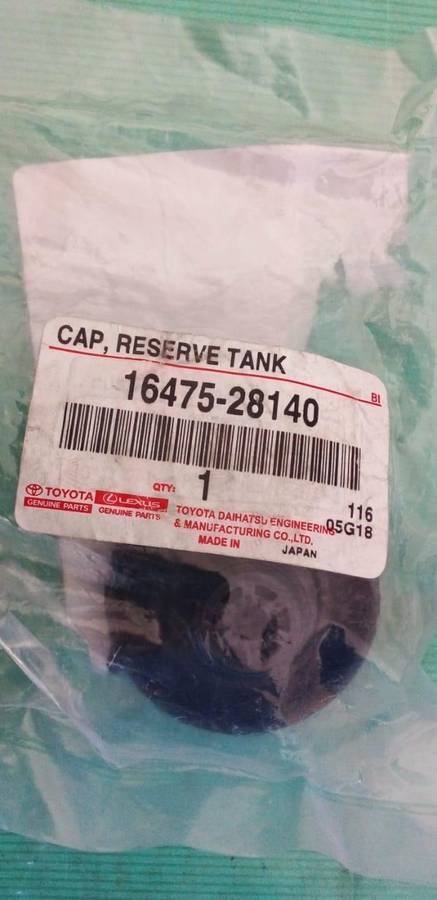 CAP, RESERVE TANK
BI
16475-28140
QTY: 1
TOYOTA
GENUINE PARTS
LEXUS
GENUINE PARTS
116
TOYOTA DAIHATSU ENGINEERING
05G18
& MANUFACTURING CO.,LTD.
MADE IN JAPAN